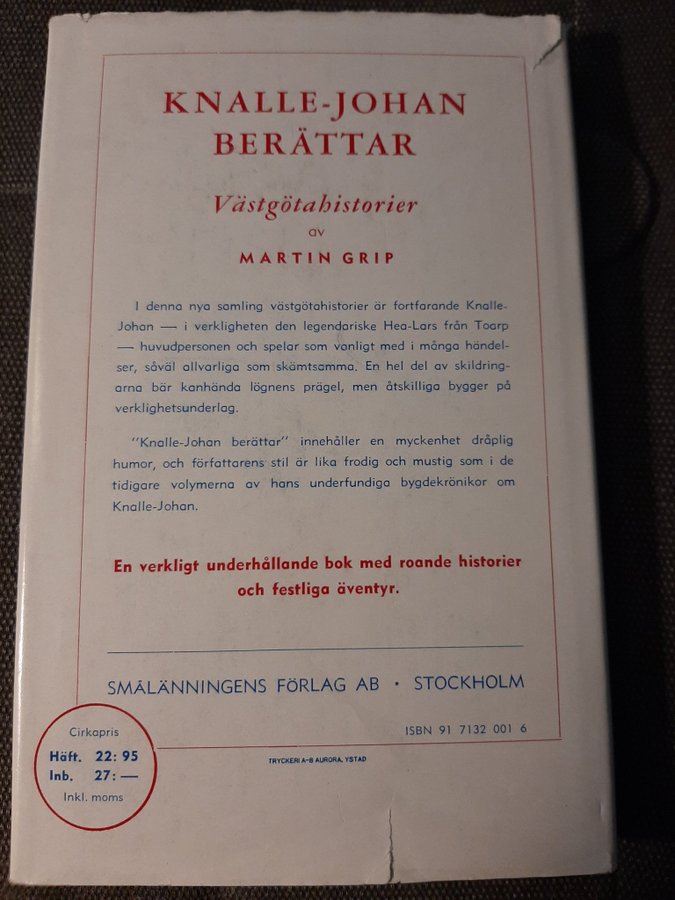 KNALLE-JOHAN
BERÄTTAR
Västgötahistorier
av
MARTIN GRIP
I denna nya samling västgötahistorier är fortfarande Knalle-
Johan — i verkligheten den legendariske Hea-Lars från Toarp
— huvudpersonen och spelar som vanligt med i många händel-
ser, såväl allvarliga som skämtsamma. En hel del av skildring-
arna bär kanhända lögnens prägel, men åtskilliga bygger på
verklighetsunderlag.
"Knalle-Johan berättar" innehåller en myckenhet dråplig
humor, och författarens stil är lika frodig och mustig som i de
tidigare volymerna av hans underfundiga bygdekrönikor om
Knalle-Johan.
En verkligt underhållande bok med roande historier
och festliga äventyr.
SMÅLÄNNINGENS FÖRLAG AB · STOCKHOLM
ISBN 91 7132 001 6
TRYCKERI A-B AURORA, YSTAD
Cirkapris
Häft. 22: 95
Inb. 27: —
Inkl. moms